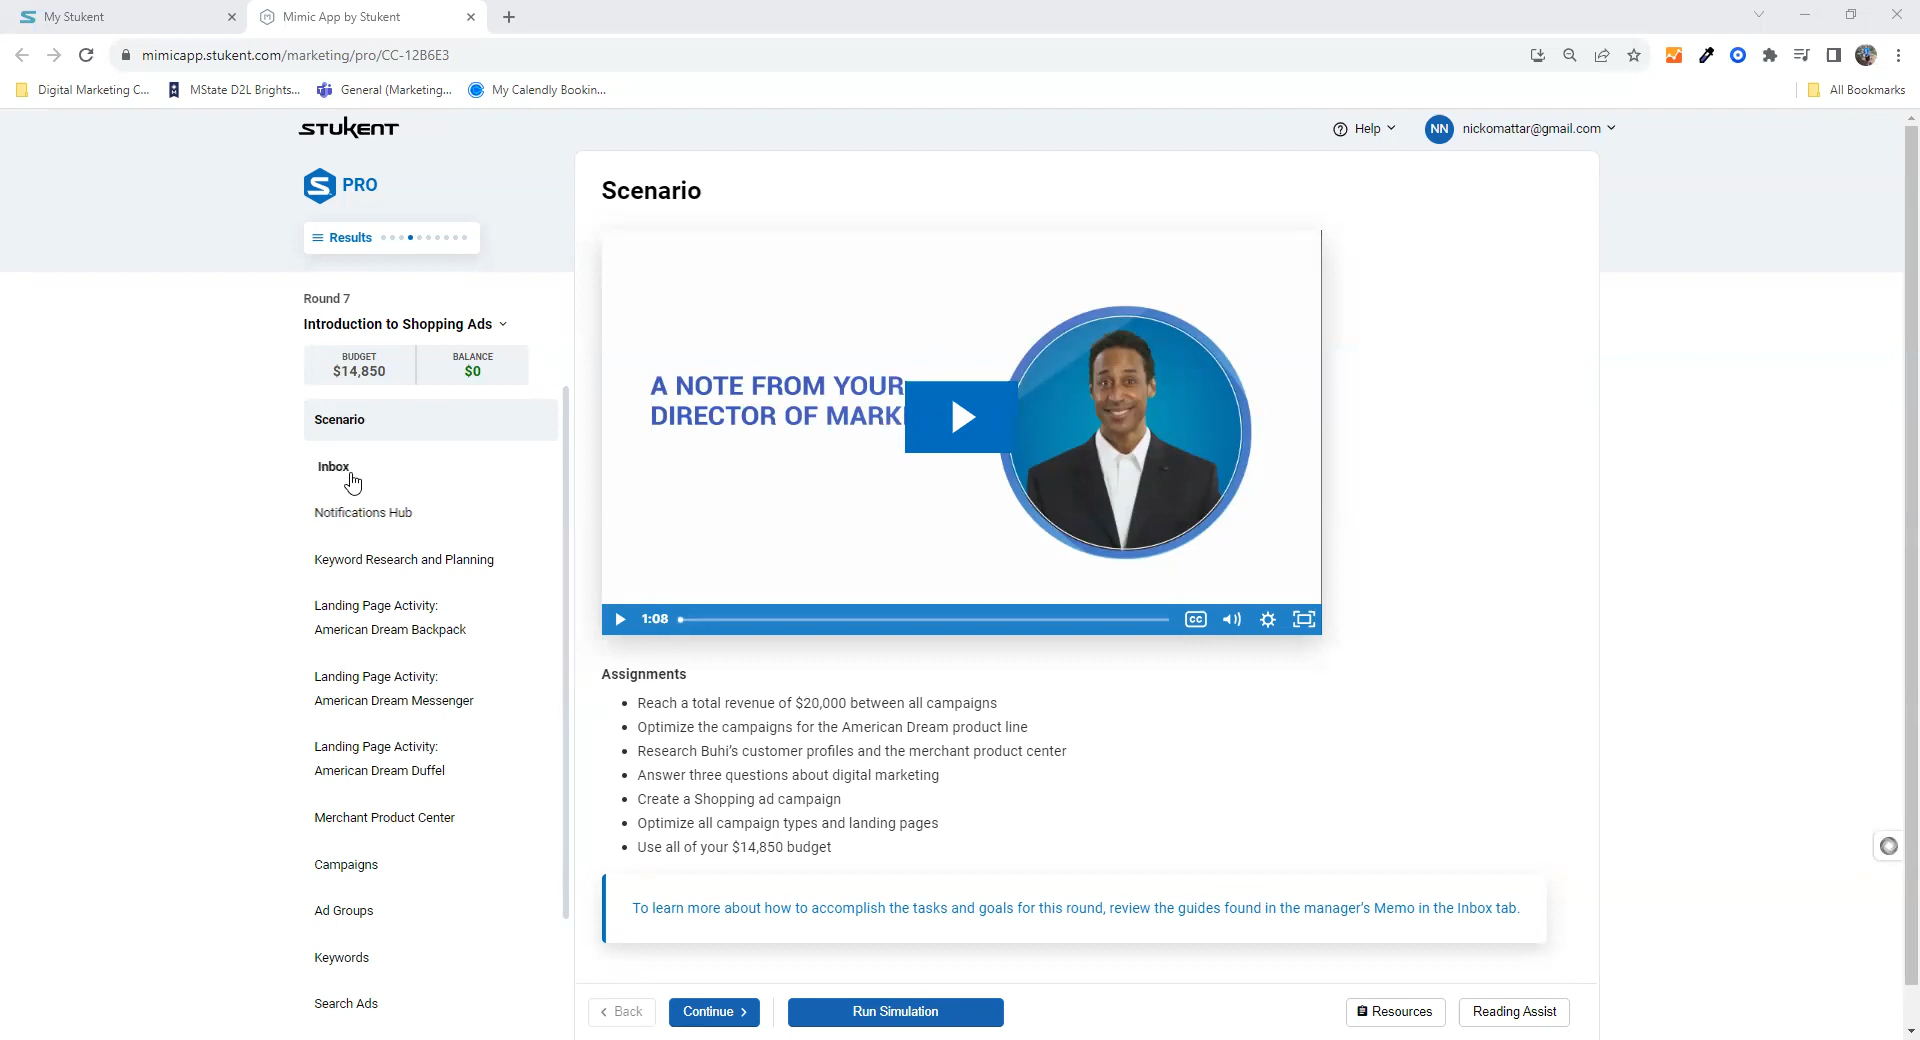 My Stukent
Mimic App by Stukent
mimicapp.stukent.com/marketing/pro/CC-12B6E3
Digital Marketing C...
MState D2L Brights...
General (Marketing...
My Calendly Bookin...
All Bookmarks
STUKENT
Help
NN
nickomattar@gmail.com
S PRO
Results
Round 7
Introduction to Shopping Ads
BUDGET
$14,850
BALANCE
$0
Scenario
Inbox
Notifications Hub
Keyword Research and Planning
Landing Page Activity:
American Dream Backpack
Landing Page Activity:
American Dream Messenger
Landing Page Activity:
American Dream Duffel
Merchant Product Center
Campaigns
Ad Groups
Keywords
Search Ads
Scenario
A NOTE FROM YOUR
DIRECTOR OF MARK
1:08
CC
Assignments
• Reach a total revenue of $20,000 between all campaigns
• Optimize the campaigns for the American Dream product line
• Research Buhi's customer profiles and the merchant product center
• Answer three questions about digital marketing
• Create a Shopping ad campaign
• Optimize all campaign types and landing pages
• Use all of your $14,850 budget
To learn more about how to accomplish the tasks and goals for this round, review the guides found in the manager's Memo in the Inbox tab.
Back
Continue
Run Simulation
Resources
Reading Assist